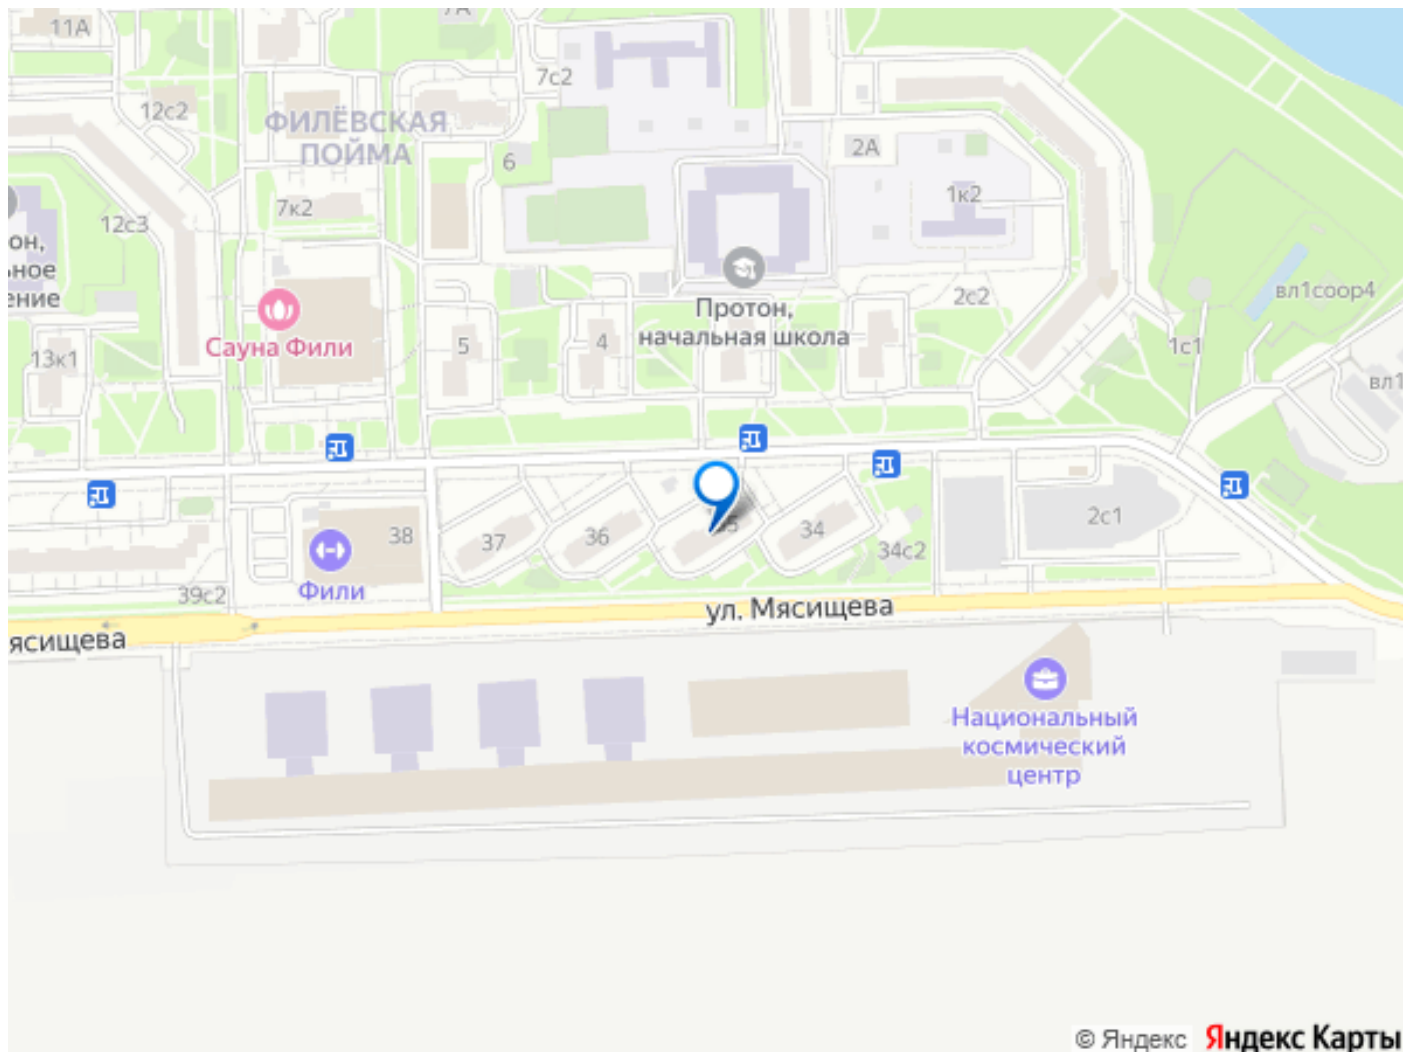 11А
7А
7с2
12с2
ФИЛЁВСКАЯ
ПОЙМА
6
2А
7к2
1к2
12с3
он,
ьное
ение
Сауна Фили
13к1
5
4
Протон,
начальная школа
2с2
вл1соор4
1с1
вл1
38
37
36
35
34
34с2
2с1
Фили
39с2
ул. Мясищева
ясищева
Национальный
космический
центр
© Яндекс Яндекс Карты